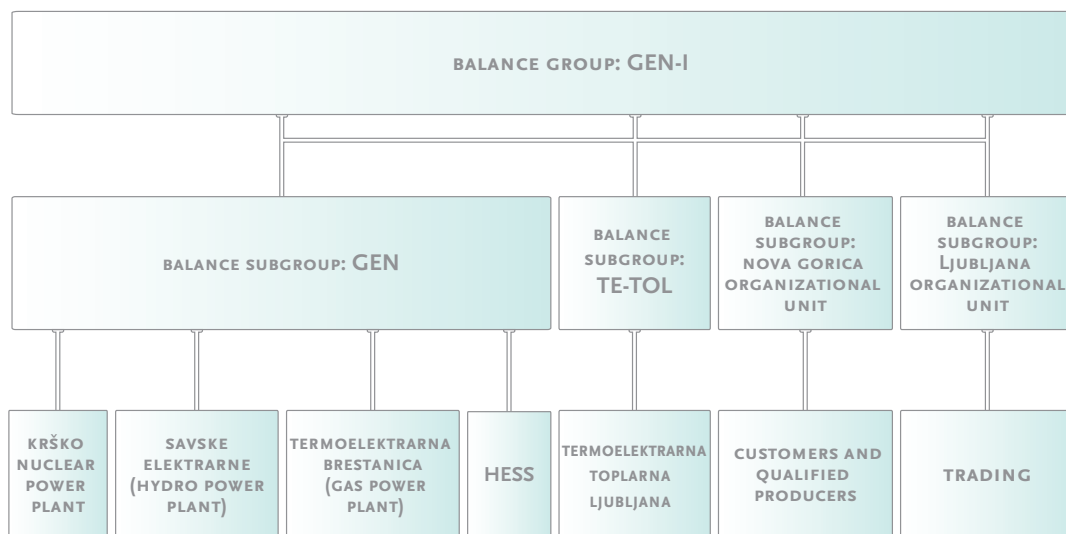 BALANCE GROUP: GEN-I
BALANCE SUBGROUP: GEN
BALANCE
SUBGROUP:
TE-TOL
BALANCE
SUBGROUP:
NOVA GORICA
ORGANIZATIONAL
UNIT
BALANCE
SUBGROUP:
LJUBLJANA
ORGANIZATIONAL
UNIT
KRŠKO
NUCLEAR
POWER
PLANT
SAVSKE
ELEKTRARNE
(HYDRO POWER
PLANT)
TERMOELEKTRARNA
BRESTANICA
(GAS POWER
PLANT)
HESS
TERMOELEKTRARNA
TOPLARNA
LJUBLJANA
CUSTOMERS AND
QUALIFIED
PRODUCERS
TRADING